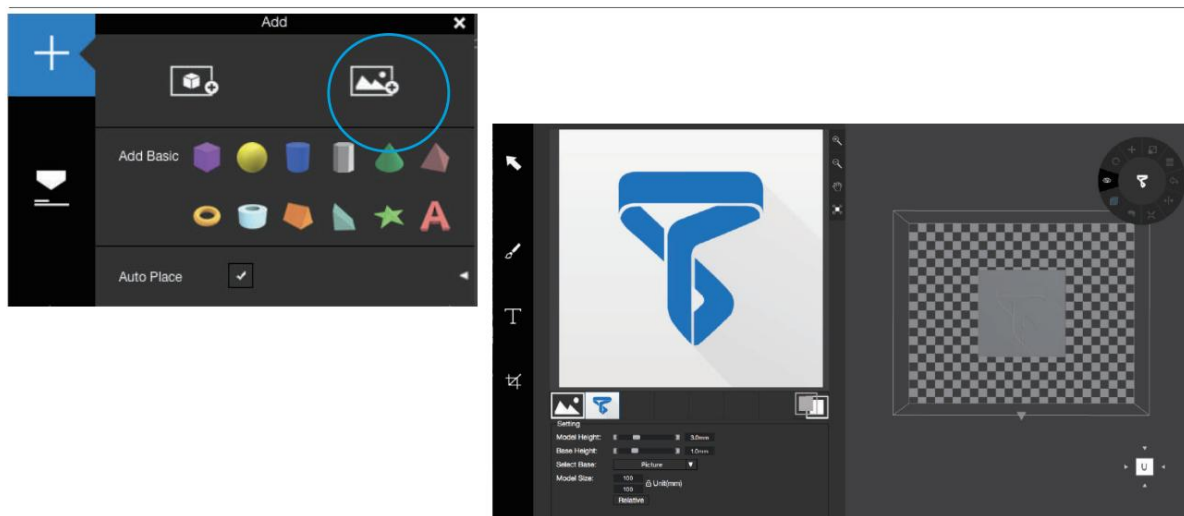 Add
Add Basic
A
Auto Place
T
Setting
Model Height: 3.0mm
Base Height: 1.0mm
Select Base: Picture
Model Size: 100
Unit(mm)
100
Relative
U